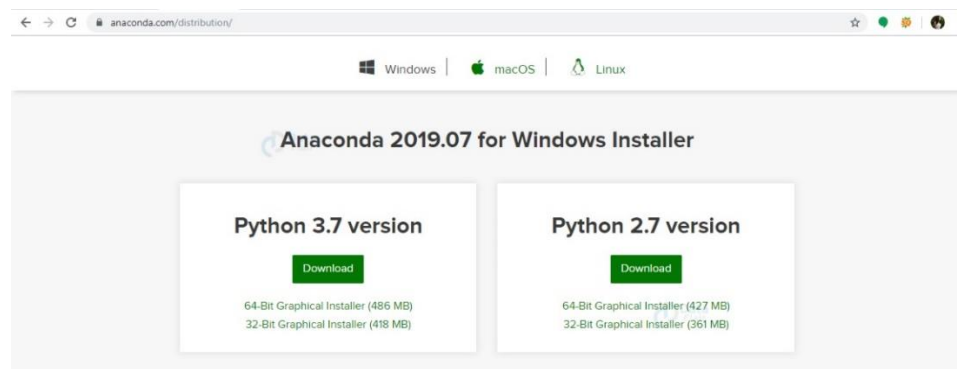 anaconda.com/distribution/
Windows | macOS | Linux
Anaconda 2019.07 for Windows Installer
Python 3.7 version
Download
64-Bit Graphical Installer (486 MB)
32-Bit Graphical Installer (418 MB)
Python 2.7 version
Download
64-Bit Graphical Installer (427 MB)
32-Bit Graphical Installer (361 MB)